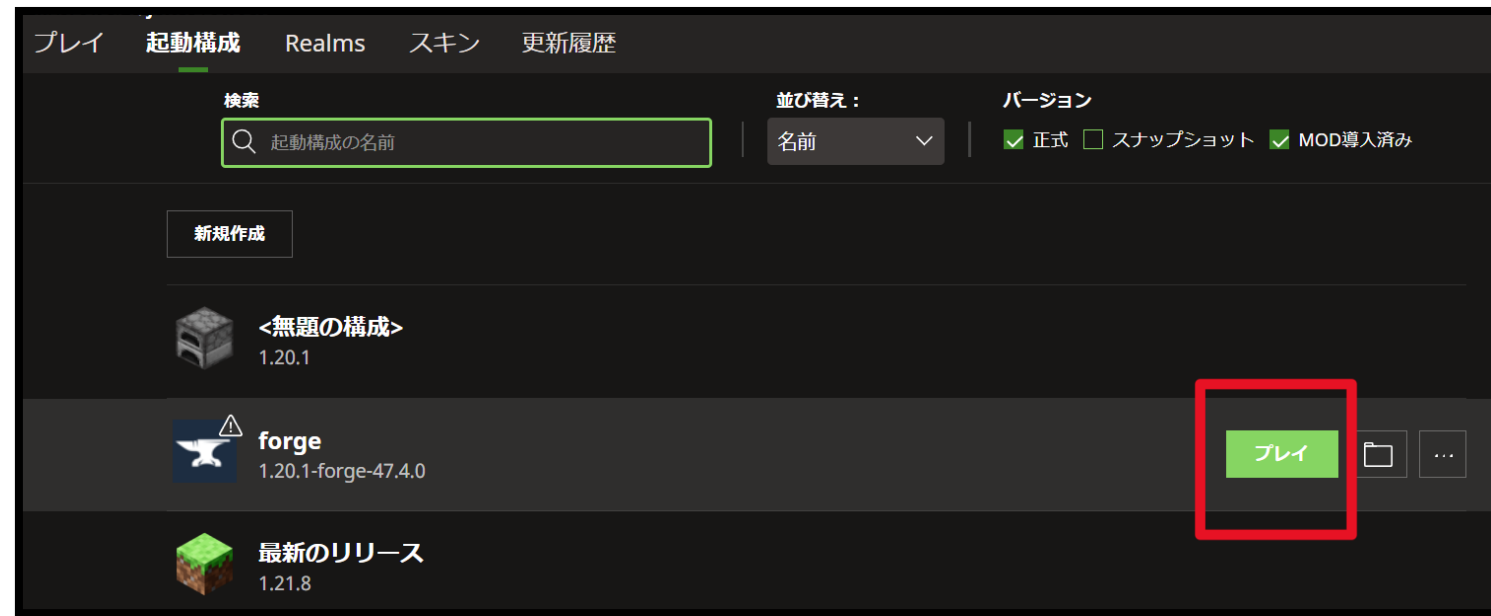 プレイ 起動構成 Realms スキン 更新履歴
検索 並び替え： バージョン
起動構成の名前 名前 正式 スナップショット MOD導入済み
新規作成
<無題の構成>
1.20.1
forge
1.20.1-forge-47.4.0
プレイ ...
最新のリリース
1.21.8